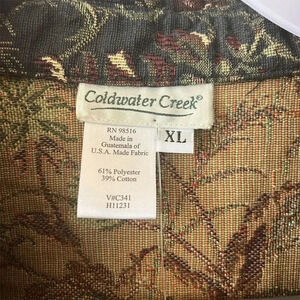 Coldwater Creek®
XL
RN 98516
Made in
Guatemala of
U.S.A. Made Fabric
61% Polyester
39% Cotton
V#C341
H11231